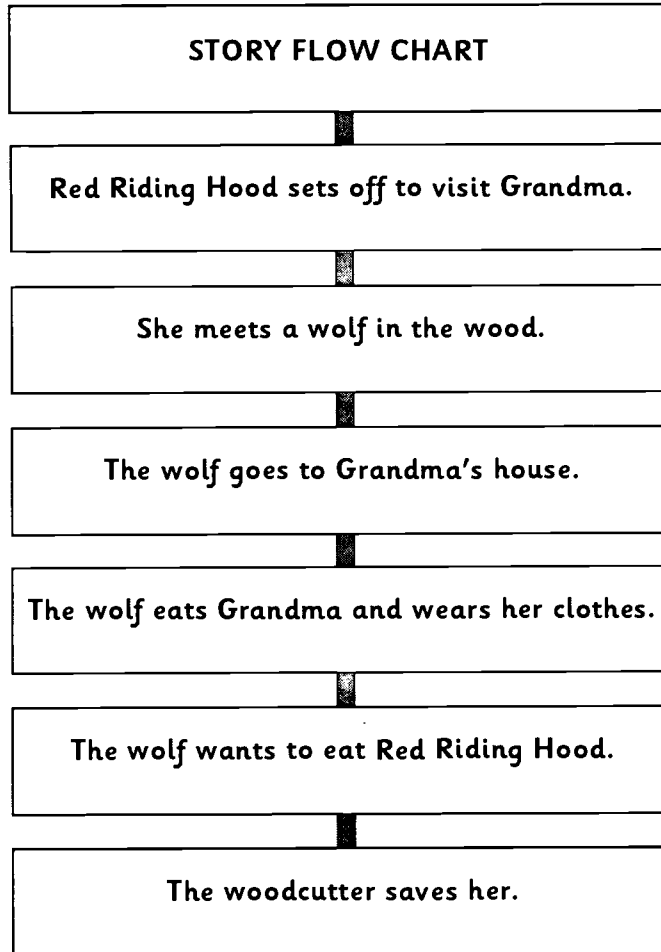 STORY FLOW CHART
Red Riding Hood sets off to visit Grandma.
She meets a wolf in the wood.
The wolf goes to Grandma's house.
The wolf eats Grandma and wears her clothes.
The wolf wants to eat Red Riding Hood.
The woodcutter saves her.